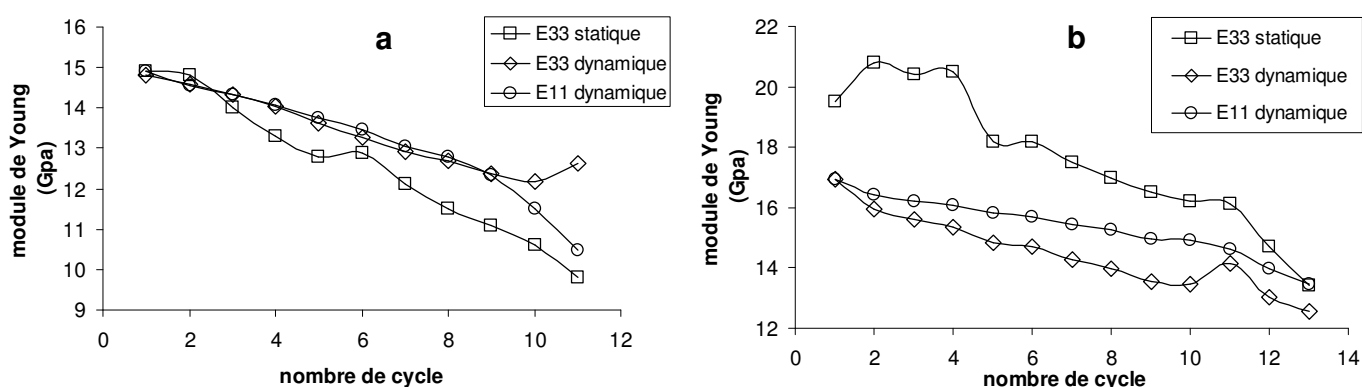 a
E33 statique
E33 dynamique
E11 dynamique
module de Young
(Gpa)
16
15
14
13
12
11
10
9
0
2
4
6
8
10
12
nombre de cycle
b
E33 statique
E33 dynamique
E11 dynamique
module de Young
(Gpa)
22
20
18
16
14
12
0
2
4
6
8
10
12
14
nombre de cycle